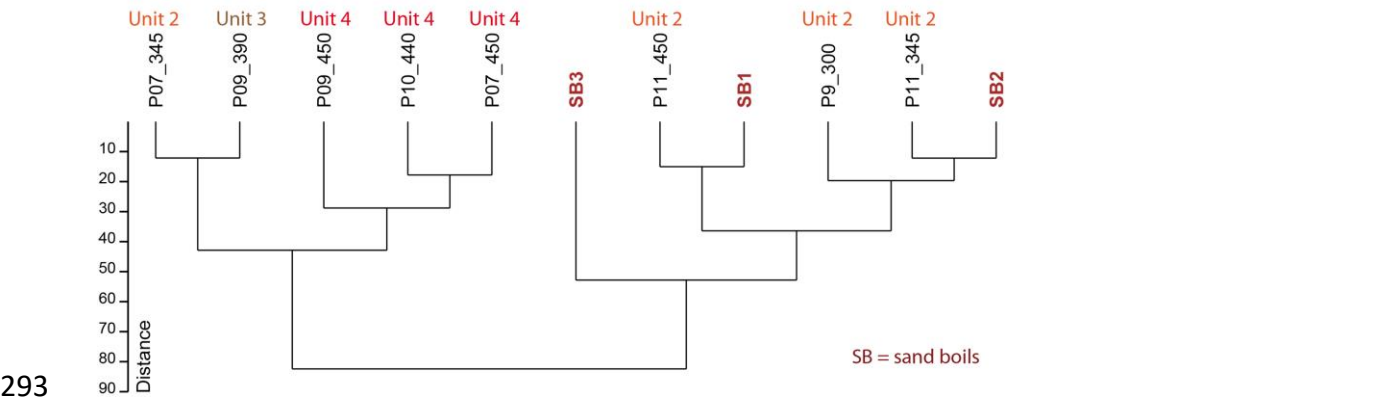 Unit 2 Unit 3 Unit 4 Unit 4 Unit 4 Unit 2 Unit 2 Unit 2
P07_345 P09_390 P09_450 P10_440 P07_450 SB3 P11_450 SB1 P9_300 P11_345 SB2
10
20
30
40
50
60
70
80
90
Distance
SB = sand boils
293